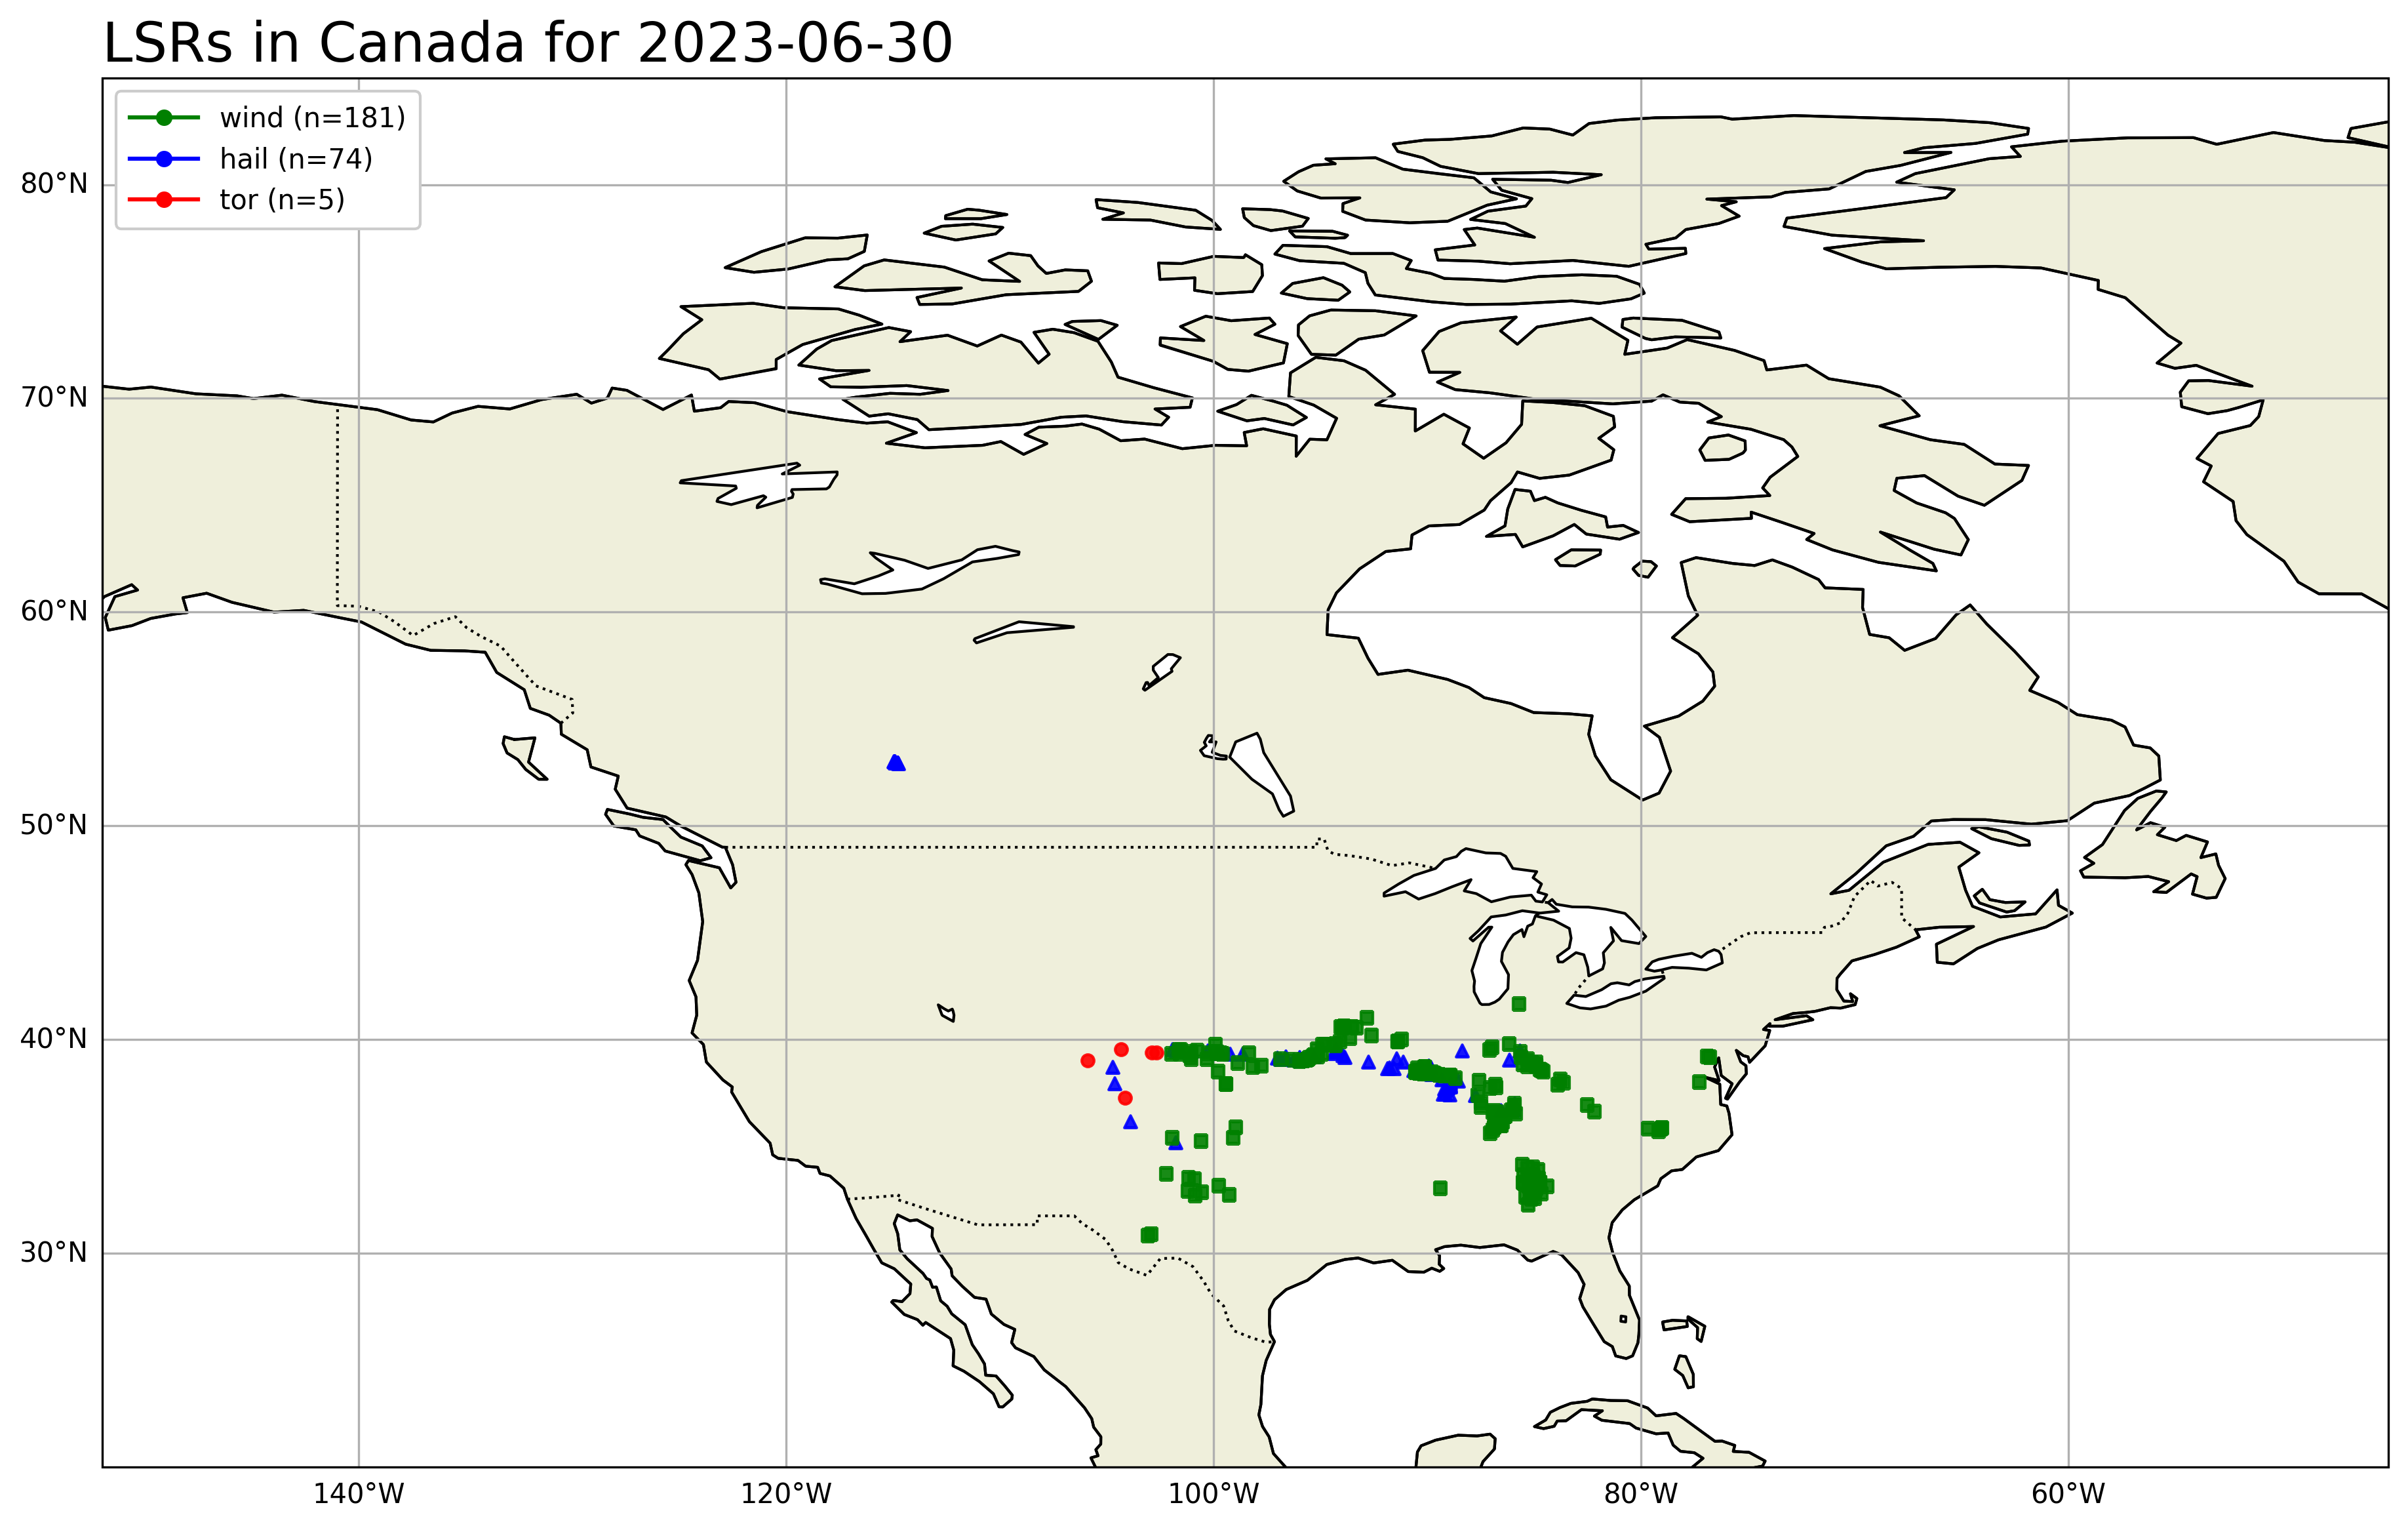 LSRs in Canada for 2023-06-30
wind (n=181)
hail (n=74)
tor (n=5)
80°N
70°N
60°N
50°N
40°N
30°N
140°W 120°W 100°W 80°W 60°W